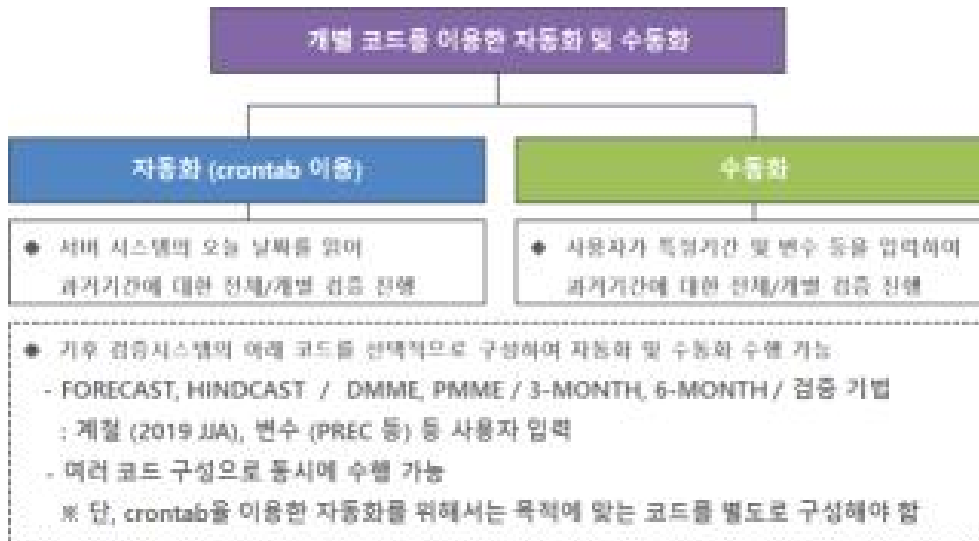 개별 코드를 이용한 자동화 및 수동화
자동화 (crontab 이용)
수동화
● 서버 시스템의 오늘 날짜를 읽어
과거기간에 대한 전체/개별 검증 진행
● 사용자가 특정기간 및 변수 등을 입력하여
과거기간에 대한 전체/개별 검증 진행
● 기후 검증시스템의 아래 코드를 선택적으로 구성하여 자동화 및 수동화 수행 가능
- FORECAST, HINDCAST / DMME, PMME / 3-MONTH, 6-MONTH / 검증 기법
: 계절 (2019 JJA), 변수 (PREC 등) 등 사용자 입력
- 여러 코드 구성으로 동시에 수행 가능
※ 단, crontab을 이용한 자동화를 위해서는 목적에 맞는 코드를 별도로 구성해야 함